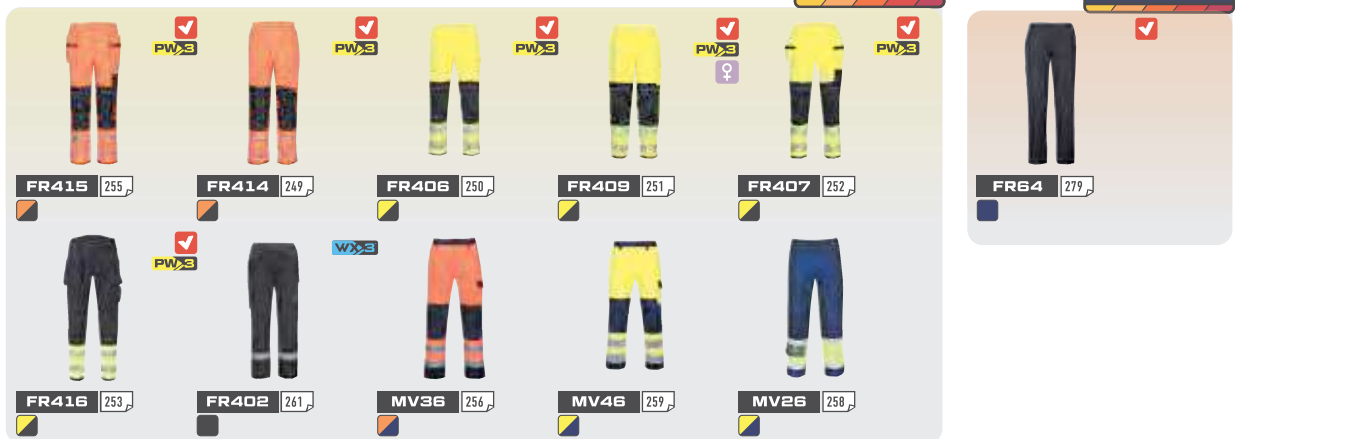 PW3 PW3 PW3 PW3 PW3
FR415 255 FR414 249 FR406 250 FR409 251 FR407 252 FR64 279
PW3 WX3
FR416 253 FR402 261 MV36 256 MV46 259 MV26 258